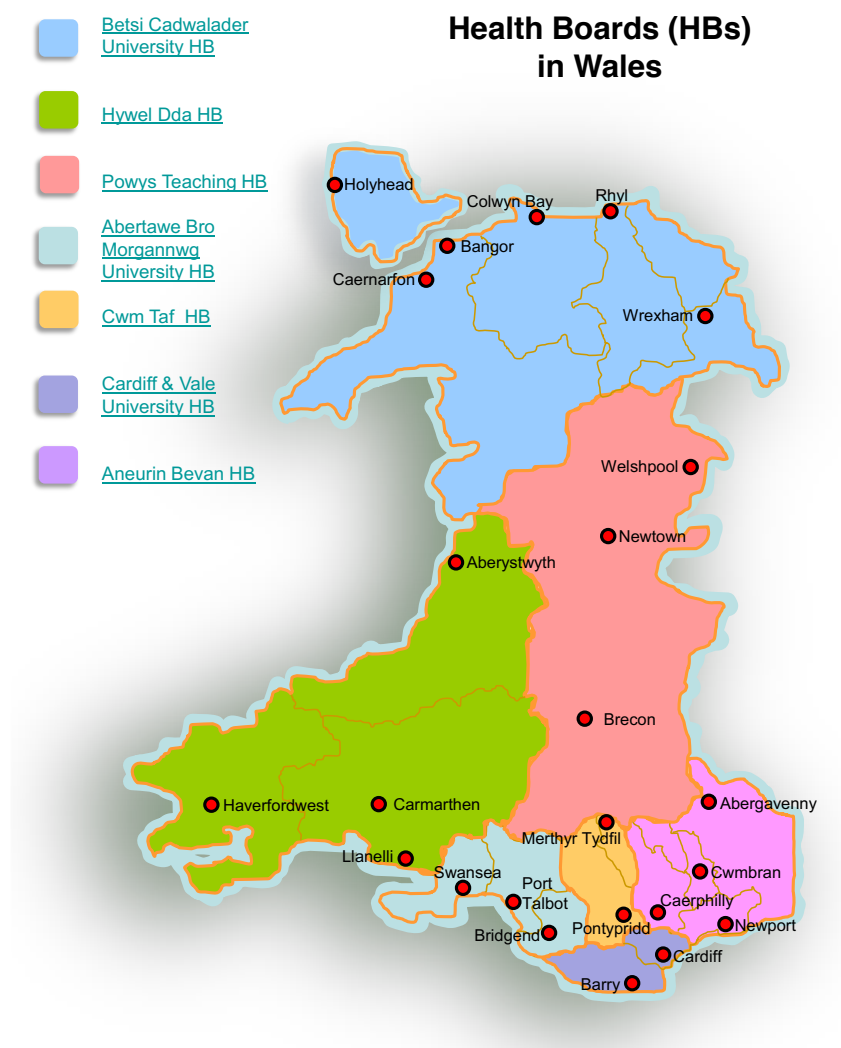 Health Boards (HBs)
in Wales
Betsi Cadwalader
University HB
Hywel Dda HB
Powys Teaching HB
Abertawe Bro
Morgannwg
University HB
Cwm Taf HB
Cardiff & Vale
University HB
Aneurin Bevan HB
Holyhead
Colwyn Bay
Rhyl
Bangor
Caernarfon
Wrexham
Welshpool
Newtown
Aberystwyth
Brecon
Haverfordwest
Carmarthen
Abergavenny
Merthyr Tydfil
Llanelli
Swansea
Cwmbran
Port
Talbot
Caerphilly
Pontypridd
Newport
Bridgend
Cardiff
Barry